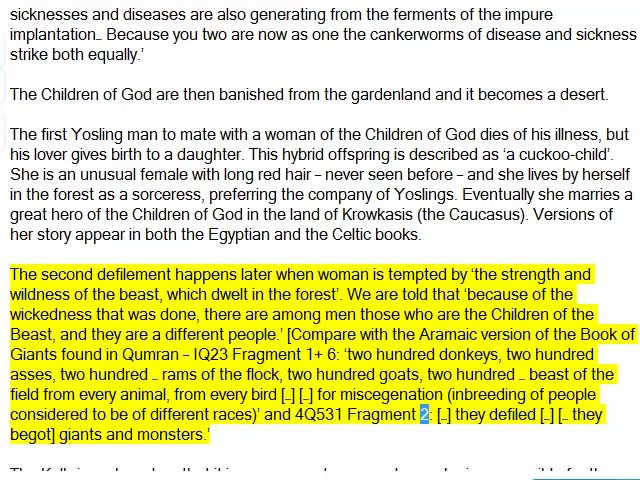 sicknesses and diseases are also generating from the ferments of the impure
implantation_ Because you two are now as one the cankerworms of disease and sickness
strike both equally.’
The Children of God are then banished from the gardenland and it becomes a desert.
The first Yosling man to mate with a woman of the Children of God dies of his illness, but
his lover gives birth to a daughter. This hybrid offspring is described as ‘a cuckoo-child’.
She is an unusual female with long red hair – never seen before – and she lives by herself
in the forest as a sorceress, preferring the company of Yoslings. Eventually she marries a
great hero of the Children of God in the land of Krowkasis (the Caucasus). Versions of
her story appear in both the Egyptian and the Celtic books.
The second defilement happens later when woman is tempted by ‘the strength and
wildness of the beast, which dwelt in the forest’. We are told that ‘because of the
wickedness that was done, there are among men those who are the Children of the
Beast, and they are a different people.’ [Compare with the Aramaic version of the Book of
Giants found in Qumran – IQ23 Fragment 1+ 6: ‘two hundred donkeys, two hundred
asses, two hundred _ rams of the flock, two hundred goats, two hundred _ beast of the
field from every animal, from every bird [_] [_] for miscegenation (inbreeding of people
considered to be of different races)’ and 4Q531 Fragment 2: [_] they defiled [_] [_ they
begot] giants and monsters.’